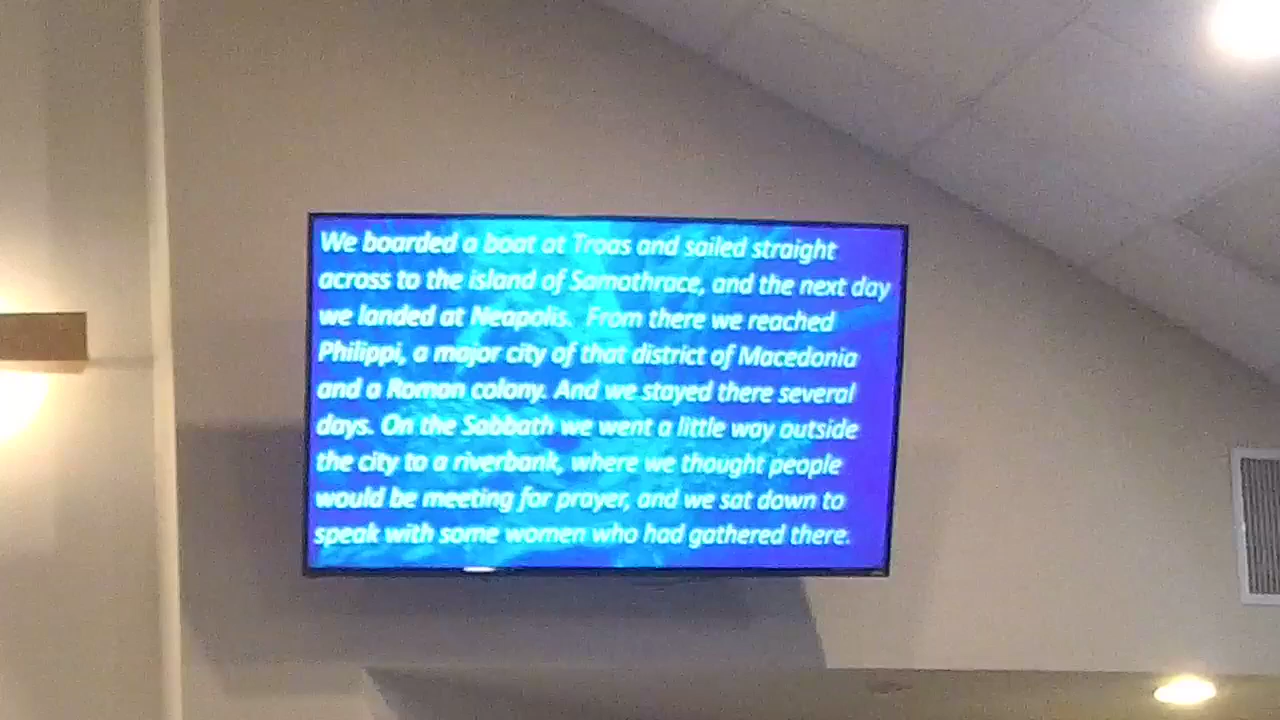 We boarded a boat at Troas and sailed straight
across to the island of Samothrace, and the next day
we landed at Neapolis. From there we reached
Philippi, a major city of that district of Macedonia
and a Roman colony. And we stayed there several
days. On the Sabbath we went a little way outside
the city to a riverbank, where we thought people
would be meeting for prayer, and we sat down to
speak with some women who had gathered there.